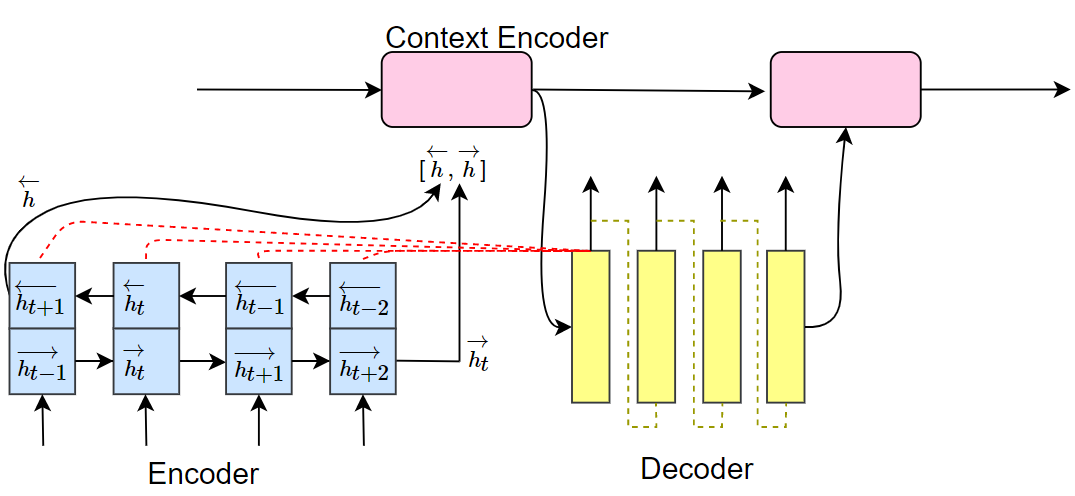 Context Encoder
[$\overleftarrow{h}$, $\overrightarrow{h}$]
$\overleftarrow{h}$
$\overleftarrow{h_{t+1}}$ $\overleftarrow{h_t}$ $\overleftarrow{h_{t-1}}$ $\overleftarrow{h_{t-2}}$
$\overrightarrow{h_{t-1}}$ $\overrightarrow{h_t}$ $\overrightarrow{h_{t+1}}$ $\overrightarrow{h_{t+2}}$ $\overrightarrow{h_t}$
Encoder Decoder